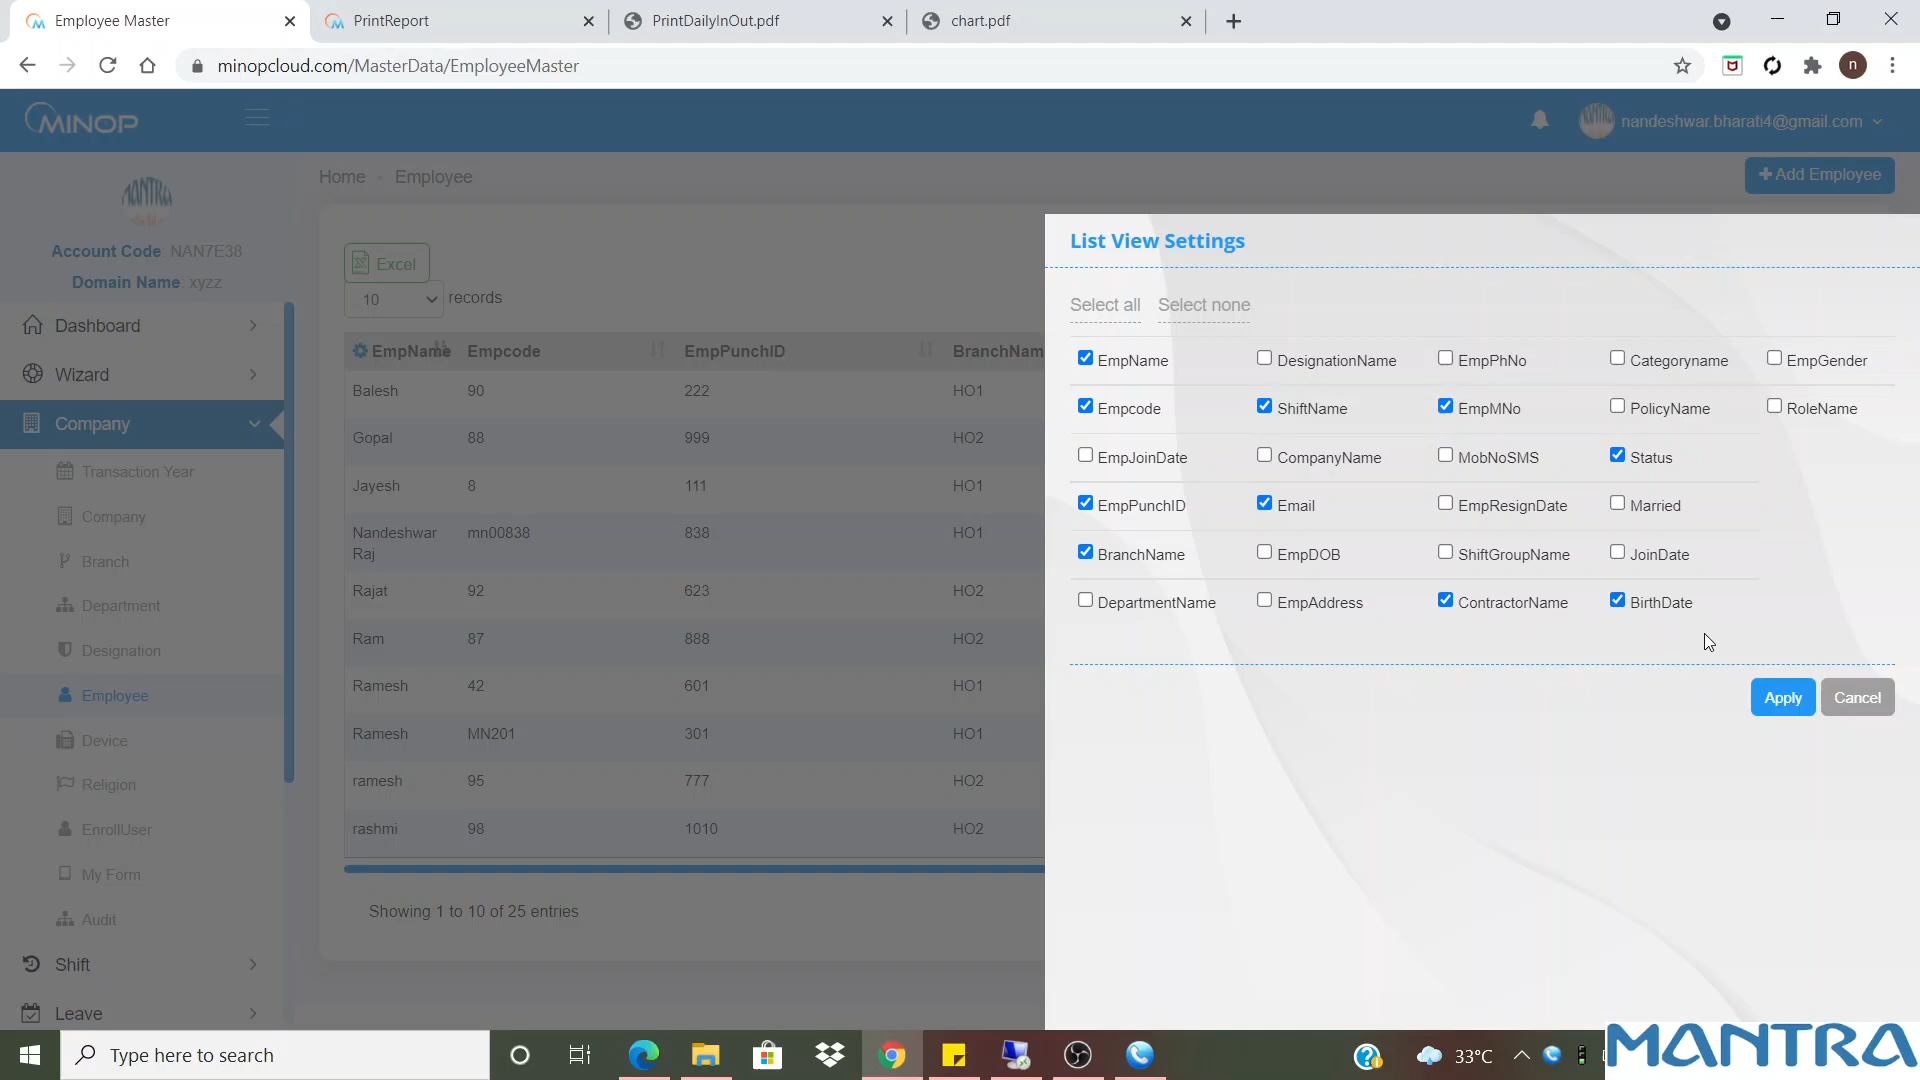 Employee Master
PrintReport
PrintDailyInOut.pdf
chart.pdf
minopcloud.com/MasterData/EmployeeMaster
n
MINOP
nandeshwar.bharati4@gmail.com
MANTRA
Account Code: NAN7E38
Domain Name: xyzz
Dashboard
Wizard
Company
Transaction Year
Company
Branch
Department
Designation
Employee
Device
Religion
EnrollUser
My Form
Audit
Shift
Leave
Home - Employee
+ Add Employee
Excel
10 records
EmpName Empcode EmpPunchID BranchNam
Balesh 90 222 HO1
Gopal 88 999 HO2
Jayesh 8 111 HO1
Nandeshwar Raj mn00838 838 HO1
Rajat 92 623 HO2
Ram 87 888 HO2
Ramesh 42 601 HO1
Ramesh MN201 301 HO1
ramesh 95 777 HO2
rashmi 98 1010 HO2
Showing 1 to 10 of 25 entries
List View Settings
Select all Select none
EmpName DesignationName EmpPhNo Categoryname EmpGender
Empcode ShiftName EmpMNo PolicyName RoleName
EmpJoinDate CompanyName MobNoSMS Status
EmpPunchID Email EmpResignDate Married
BranchName EmpDOB ShiftGroupName JoinDate
DepartmentName EmpAddress ContractorName BirthDate
Apply Cancel
Type here to search
33°C
MANTRA